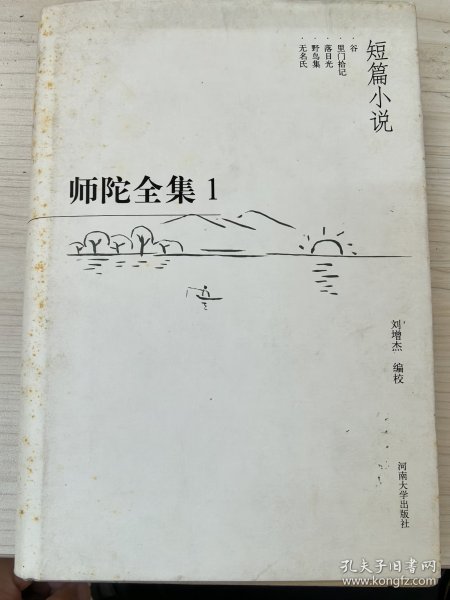 短篇小说
·谷
·里门拾记
·落日光
·野鸟集
·无名氏
师陀全集 1
刘增杰 编校
河南大学出版社
孔夫子旧书网
www.kongfz.com